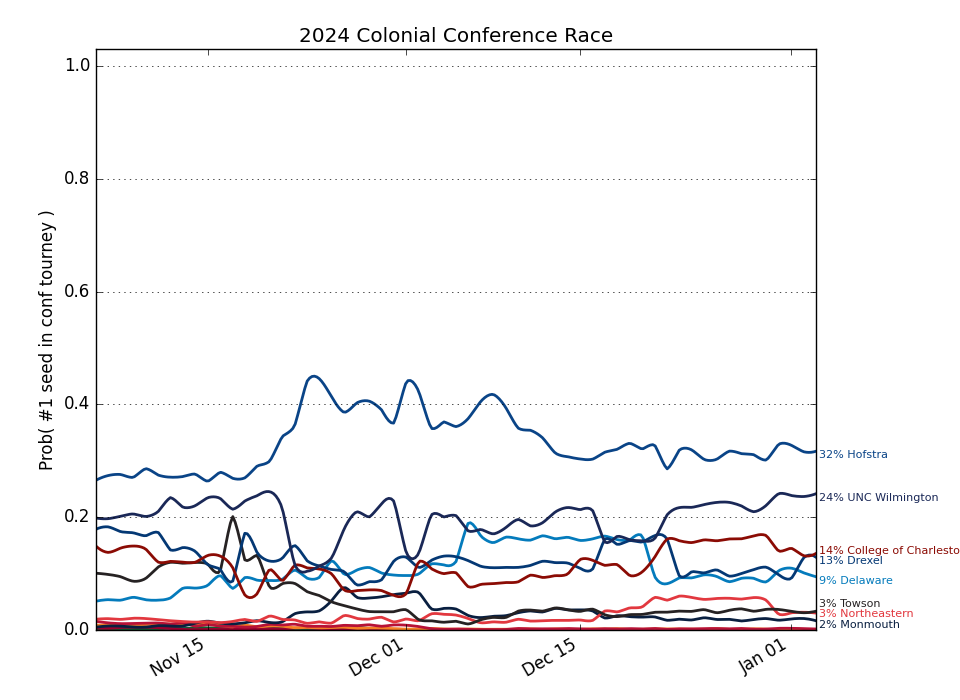 2024 Colonial Conference Race
Prob( #1 seed in conf tourney )
1.0
0.8
0.6
0.4
0.2
0.0
Nov 15
Dec 01
Dec 15
Jan 01
32% Hofstra
24% UNC Wilmington
14% College of Charlesto
13% Drexel
9% Delaware
3% Towson
3% Northeastern
2% Monmouth